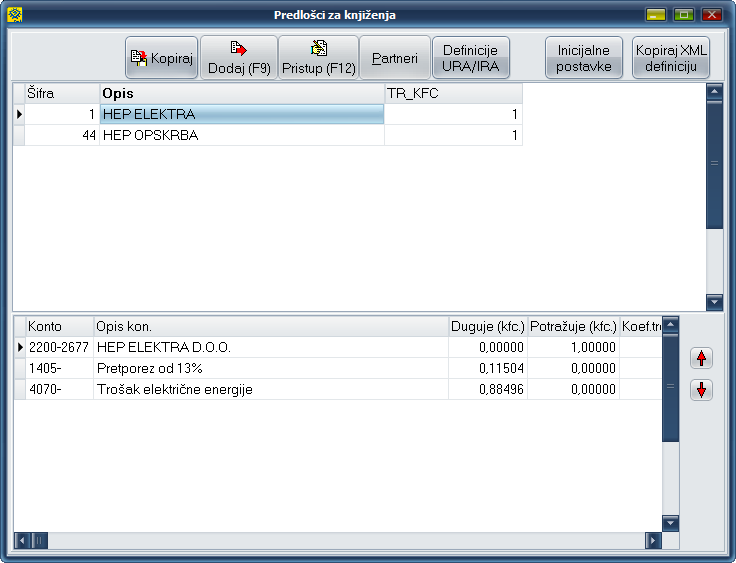 Predlošci za knjiženja
Kopiraj
Dodaj (F9)
Pristup (F12)
Partneri
Definicije
URA/IRA
Inicijalne
postavke
Kopiraj XML
definiciju
Šifra Opis TR_KFC
1 HEP ELEKTRA 1
44 HEP OPSKRBA 1
Konto Opis kon. Duguje (kfc.) Potražuje (kfc.) Koef.tr
2200-2677 HEP ELEKTRA D.O.O. 0,00000 1,00000
1405- Pretporez od 13% 0,11504 0,00000
4070- Trošak električne energije 0,88496 0,00000